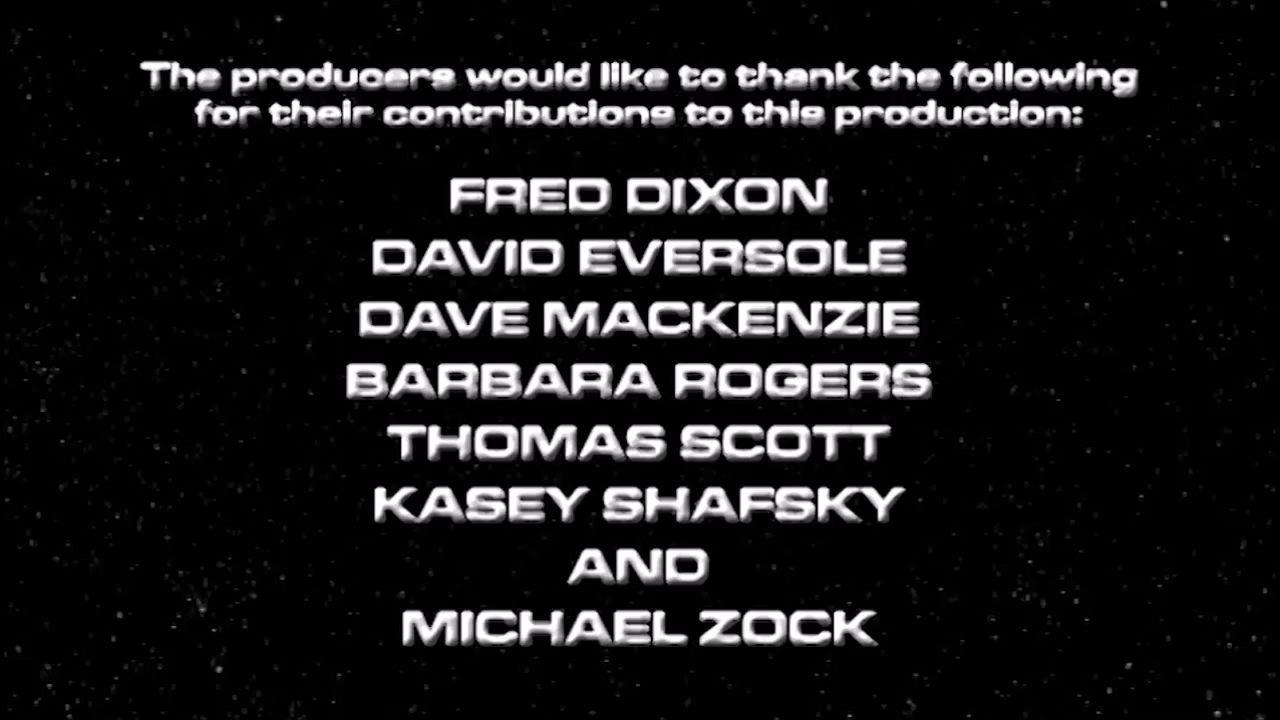 The producers would like to thank the following
for their contributions to this production:
FRED DIXON
DAVID EVERSOLE
DAVE MACKENZIE
BARBARA ROGERS
THOMAS SCOTT
KASEY SHAFSKY
AND
MICHAEL ZOCK